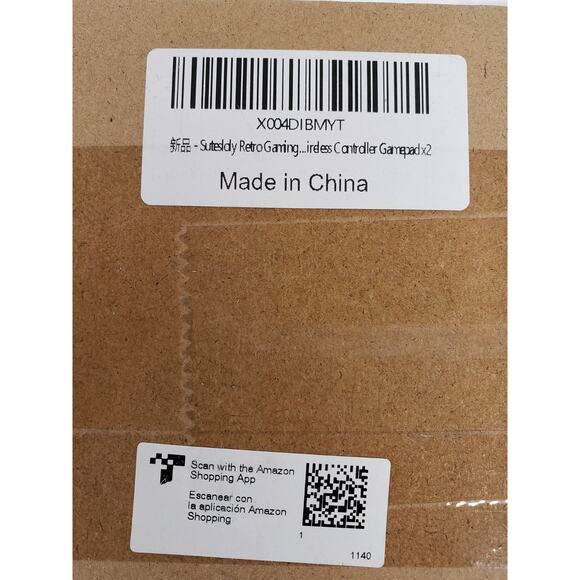 X004DIBMYT
新品 - Sutesldy Retro Gaming...ireless Controller Gamepad x2
Made in China
Scan with the Amazon
Shopping App
Escanear con
la aplicación Amazon
Shopping
1
1140